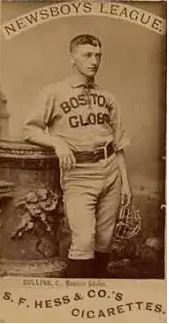 NEWSBOYS LEAGUE.
BOSTON
GLOBE
COLLINS, C. Boston Globe.
S. F. HESS & CO.'S
CIGARETTES.